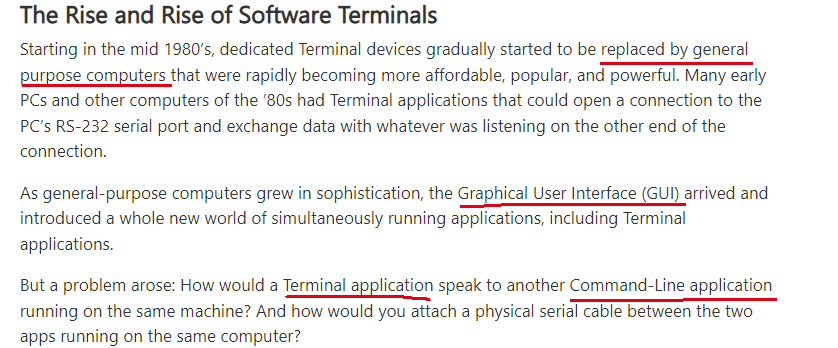 The Rise and Rise of Software Terminals
Starting in the mid 1980’s, dedicated Terminal devices gradually started to be replaced by general
purpose computers that were rapidly becoming more affordable, popular, and powerful. Many early
PCs and other computers of the ’80s had Terminal applications that could open a connection to the
PC’s RS-232 serial port and exchange data with whatever was listening on the other end of the
connection.
As general-purpose computers grew in sophistication, the Graphical User Interface (GUI) arrived and
introduced a whole new world of simultaneously running applications, including Terminal
applications.
But a problem arose: How would a Terminal application speak to another Command-Line application
running on the same machine? And how would you attach a physical serial cable between the two
apps running on the same computer?